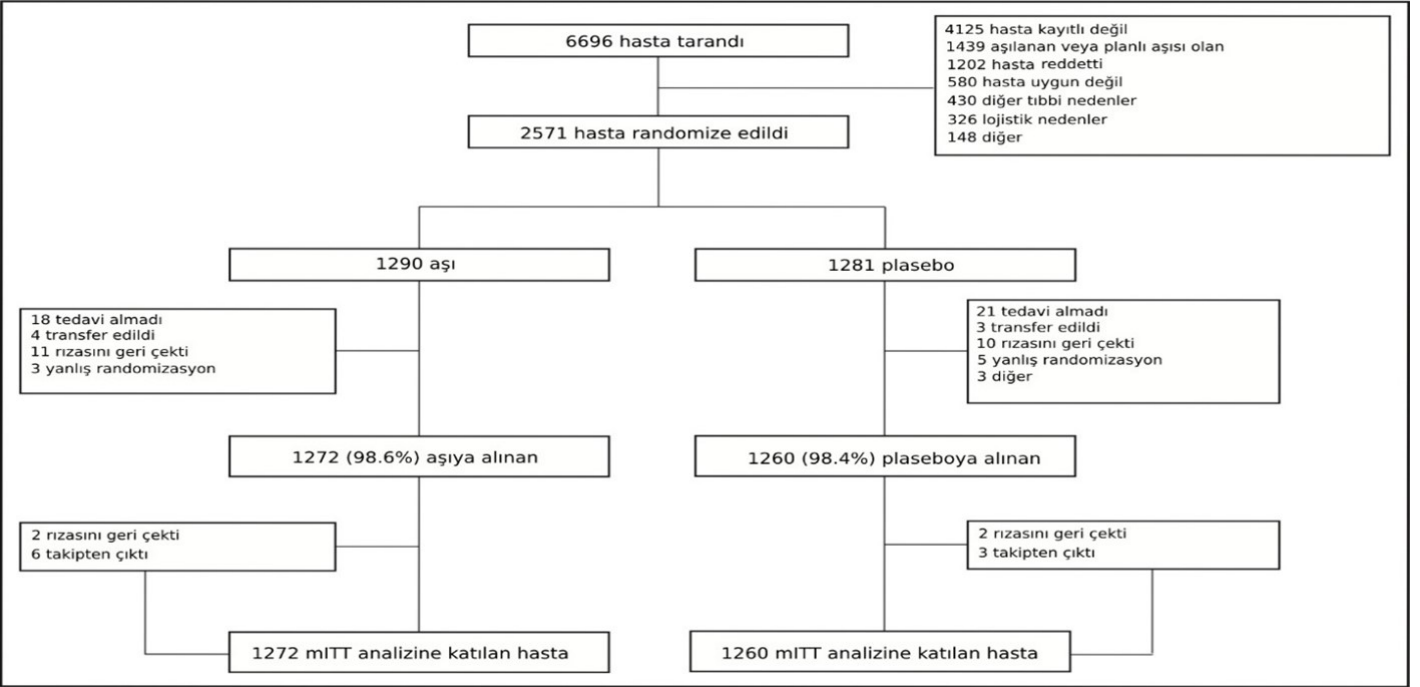 6696 hasta tarandı
4125 hasta kayıtlı değil
1439 aşılanan veya planlı aşısı olan
1202 hasta reddetti
580 hasta uygun değil
430 diğer tıbbi nedenler
326 lojistik nedenler
148 diğer
2571 hasta randomize edildi
1290 aşı
1281 plasebo
18 tedavi almadı
4 transfer edildi
11 rızasını geri çekti
3 yanlış randomizasyon
21 tedavi almadı
3 transfer edildi
10 rızasını geri çekti
5 yanlış randomizasyon
3 diğer
1272 (98.6%) aşıya alınan
1260 (98.4%) plaseboya alınan
2 rızasını geri çekti
6 takipten çıktı
2 rızasını geri çekti
3 takipten çıktı
1272 mITT analizine katılan hasta
1260 mITT analizine katılan hasta